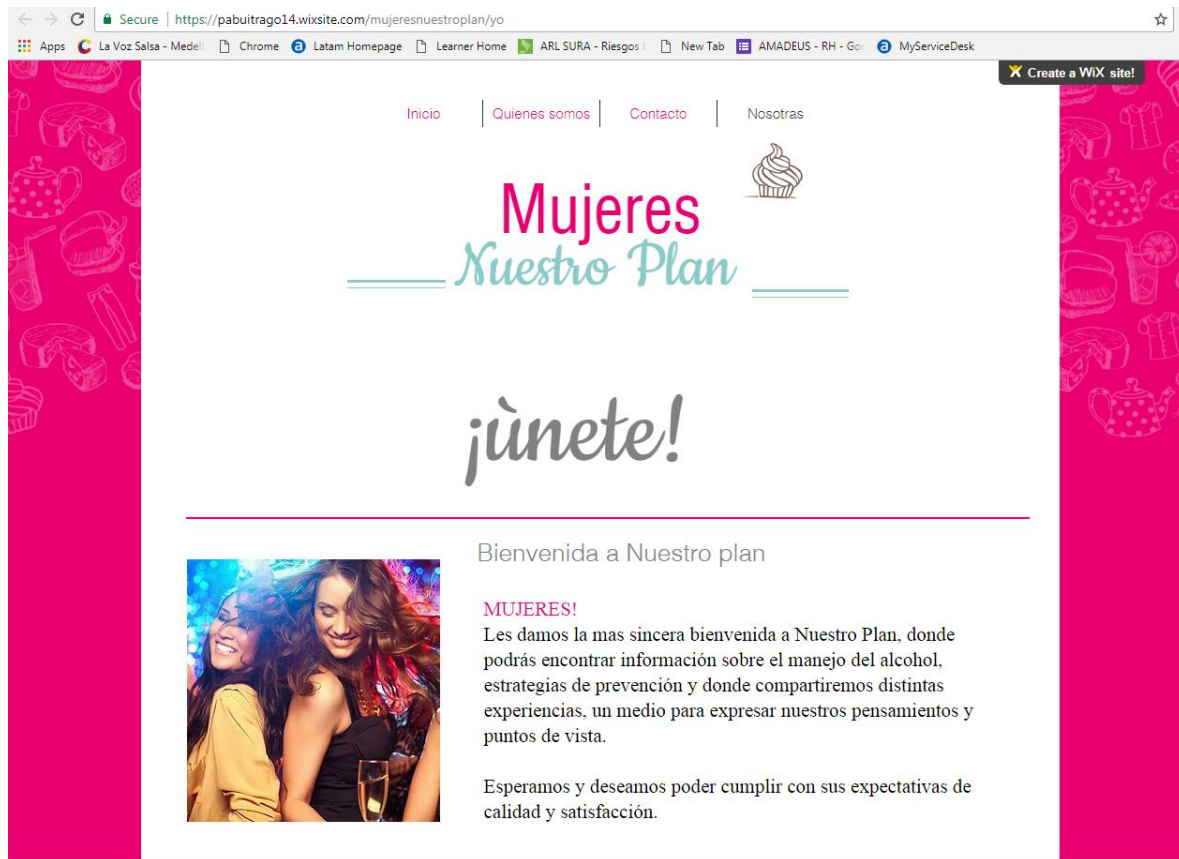 Secure | https://pabuitrago14.wixsite.com/mujeresnuestroplan/yo
Apps La Voz Salsa - Medell Chrome Latam Homepage Learner Home ARL SURA - Riesgos New Tab AMADEUS - RH - Goo MyServiceDesk
Create a WiX site!
Inicio Quienes somos Contacto Nosotras
Mujeres
Nuestro Plan
¡ùnete!
Bienvenida a Nuestro plan
MUJERES!
Les damos la mas sincera bienvenida a Nuestro Plan, donde
podrás encontrar información sobre el manejo del alcohol,
estrategias de prevención y donde compartiremos distintas
experiencias, un medio para expresar nuestros pensamientos y
puntos de vista.
Esperamos y deseamos poder cumplir con sus expectativas de
calidad y satisfacción.